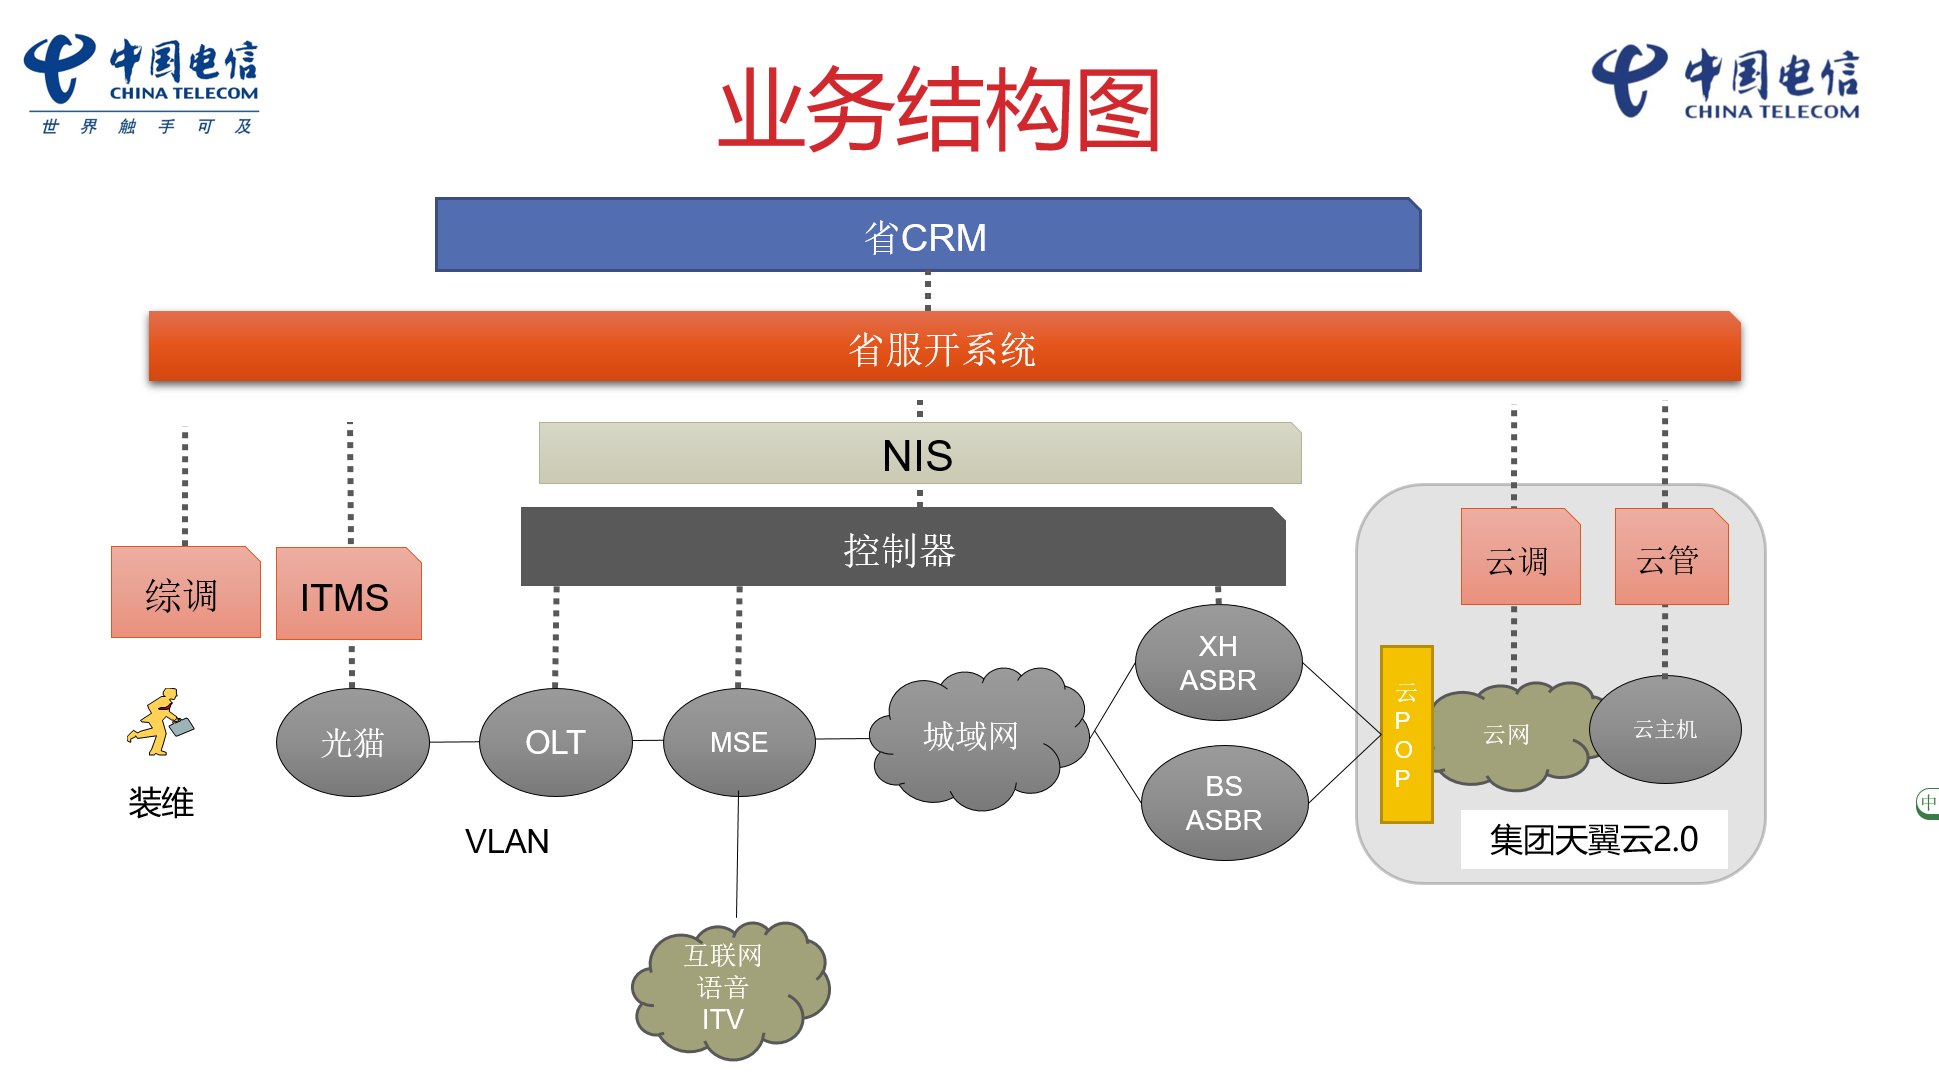 中国电信
CHINA TELECOM
世界触手可及
业务结构图
中国电信
CHINA TELECOM
省CRM
省服开系统
NIS
控制器
综调
ITMS
云调
云管
XH
ASBR
光猫
OLT
MSE
城域网
云
P
O
P
云网
云主机
BS
ASBR
装维
VLAN
集团天翼云2.0
互联网
语音
ITV
中